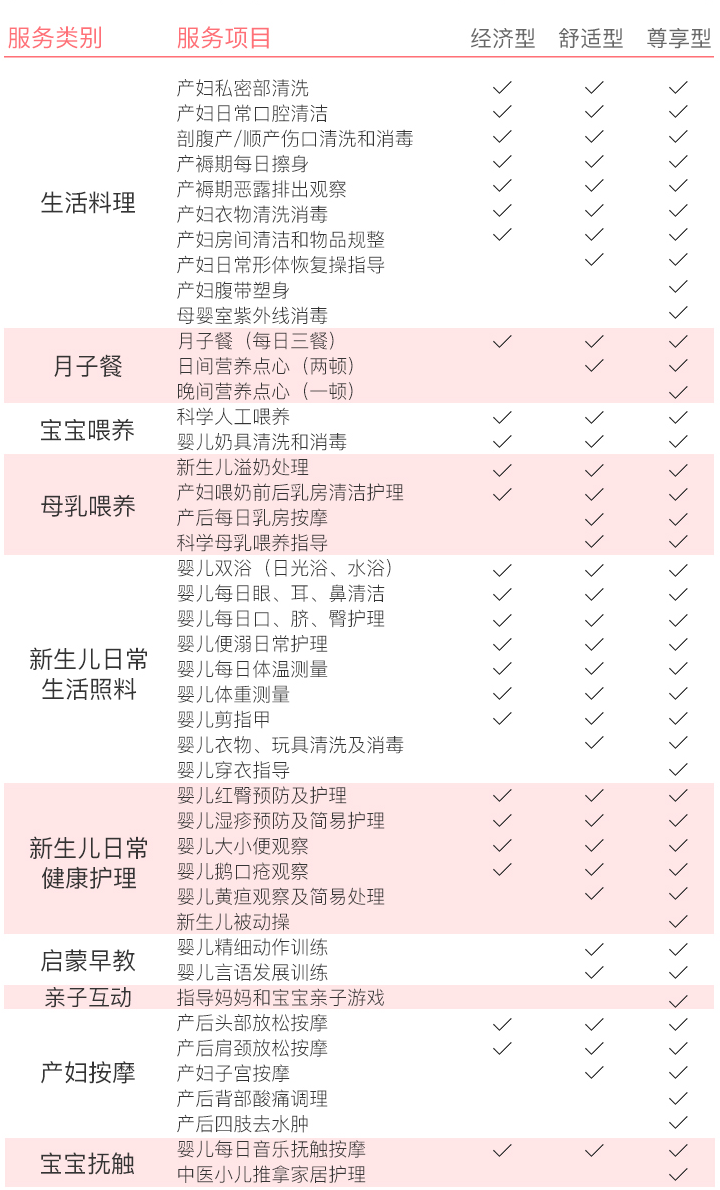 服务类别 服务项目 经济型 舒适型 尊享型
生活料理
产妇私密部清洗 ✓ ✓ ✓
产妇日常口腔清洁 ✓ ✓ ✓
剖腹产/顺产伤口清洗和消毒 ✓ ✓ ✓
产褥期每日擦身 ✓ ✓ ✓
产褥期恶露排出观察 ✓ ✓ ✓
产妇衣物清洗消毒 ✓ ✓ ✓
产妇房间清洁和物品规整 ✓ ✓ ✓
产妇日常形体恢复操指导 ✓ ✓
产妇腹带塑身 ✓
母婴室紫外线消毒 ✓
月子餐
月子餐（每日三餐） ✓ ✓ ✓
日间营养点心（两顿） ✓ ✓
晚间营养点心（一顿） ✓
宝宝喂养
科学人工喂养 ✓ ✓ ✓
婴儿奶具清洗和消毒 ✓ ✓ ✓
母乳喂养
新生儿溢奶处理 ✓ ✓ ✓
产妇喂奶前后乳房清洁护理 ✓ ✓ ✓
产后每日乳房按摩 ✓ ✓
科学母乳喂养指导 ✓ ✓
新生儿日常
生活照料
婴儿双浴（日光浴、水浴） ✓ ✓ ✓
婴儿每日眼、耳、鼻清洁 ✓ ✓ ✓
婴儿每日口、脐、臀护理 ✓ ✓ ✓
婴儿便溺日常护理 ✓ ✓ ✓
婴儿每日体温测量 ✓ ✓ ✓
婴儿体重测量 ✓ ✓ ✓
婴儿剪指甲 ✓ ✓ ✓
婴儿衣物、玩具清洗及消毒 ✓ ✓
婴儿穿衣指导 ✓
新生儿日常
健康护理
婴儿红臀预防及护理 ✓ ✓ ✓
婴儿湿疹预防及简易护理 ✓ ✓ ✓
婴儿大小便观察 ✓ ✓ ✓
婴儿鹅口疮观察 ✓ ✓ ✓
婴儿黄疸观察及简易处理 ✓ ✓
新生儿被动操 ✓
启蒙早教
婴儿精细动作训练 ✓ ✓
婴儿言语发展训练 ✓ ✓
亲子互动
指导妈妈和宝宝亲子游戏 ✓
产妇按摩
产后头部放松按摩 ✓ ✓ ✓
产后肩颈放松按摩 ✓ ✓ ✓
产妇子宫按摩 ✓ ✓
产后背部酸痛调理 ✓
产后四肢去水肿 ✓
宝宝抚触
婴儿每日音乐抚触按摩 ✓ ✓ ✓
中医小儿推拿家居护理 ✓